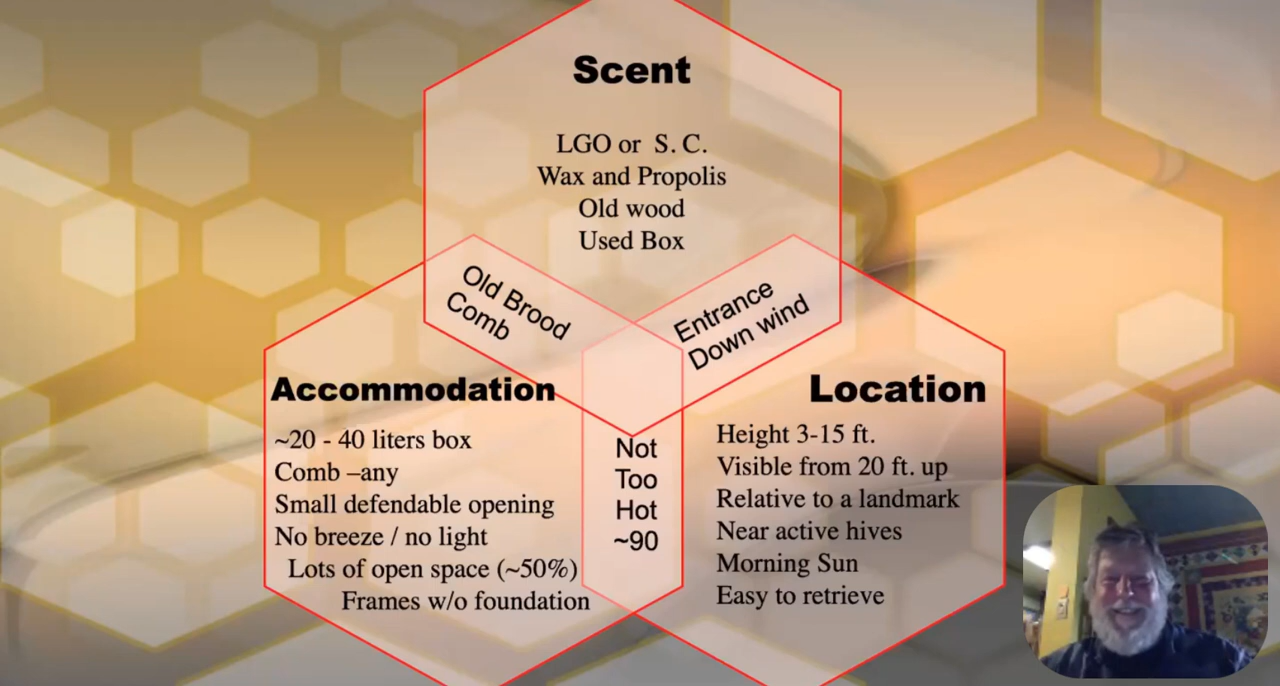 Scent
LGO or S. C.
Wax and Propolis
Old wood
Used Box
Old Brood
Comb
Entrance
Down wind
Accommodation
~20 - 40 liters box
Comb –any
Small defendable opening
No breeze / no light
Lots of open space (~50%)
Frames w/o foundation
Not
Too
Hot
~90
Location
Height 3-15 ft.
Visible from 20 ft. up
Relative to a landmark
Near active hives
Morning Sun
Easy to retrieve